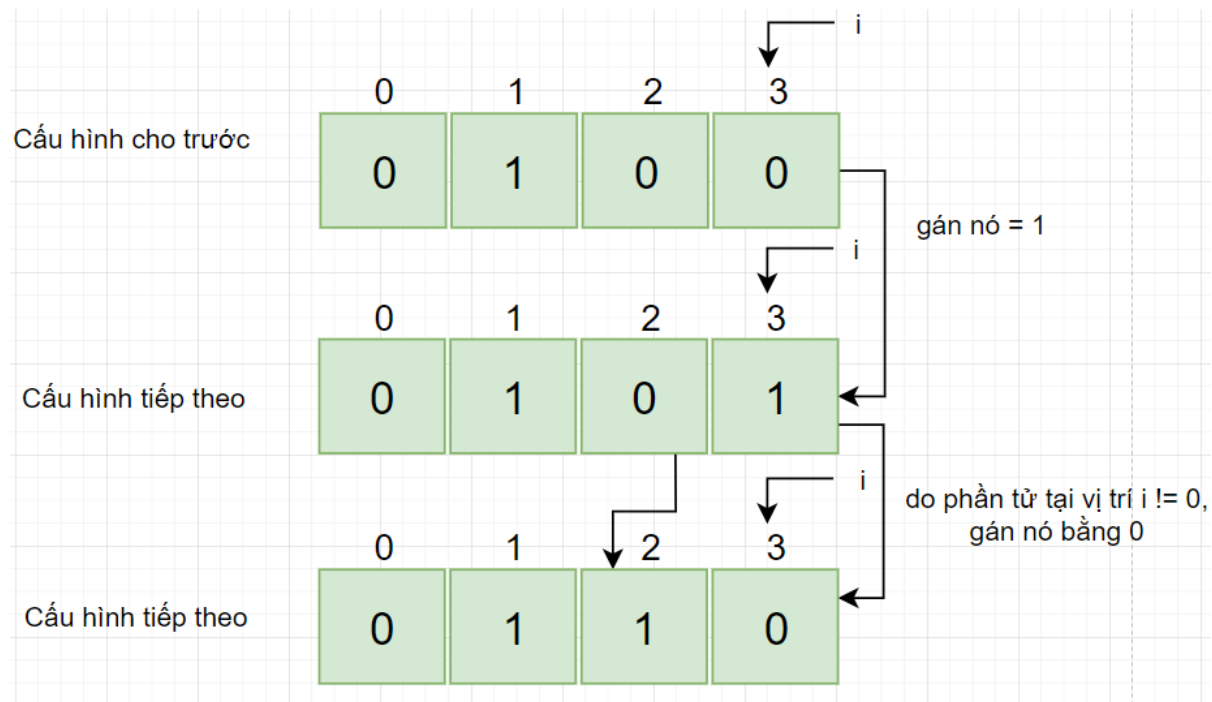 i
0 1 2 3
Cấu hình cho trước
0 1 0 0
gán nó = 1
i
0 1 2 3
Cấu hình tiếp theo
0 1 0 1
i
do phần tử tại vị trí i != 0,
gán nó bằng 0
0 1 2 3
Cấu hình tiếp theo
0 1 1 0